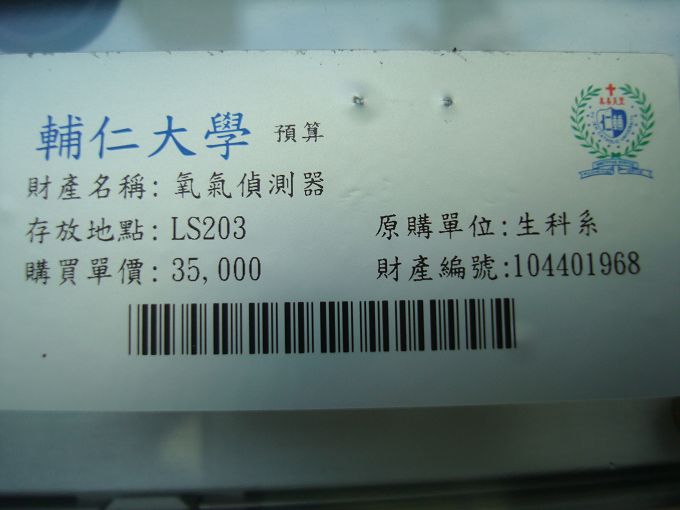 輔仁大學 預算
財產名稱: 氧氣偵測器
存放地點: LS203 原購單位:生科系
購買單價: 35,000 財產編號:104401968